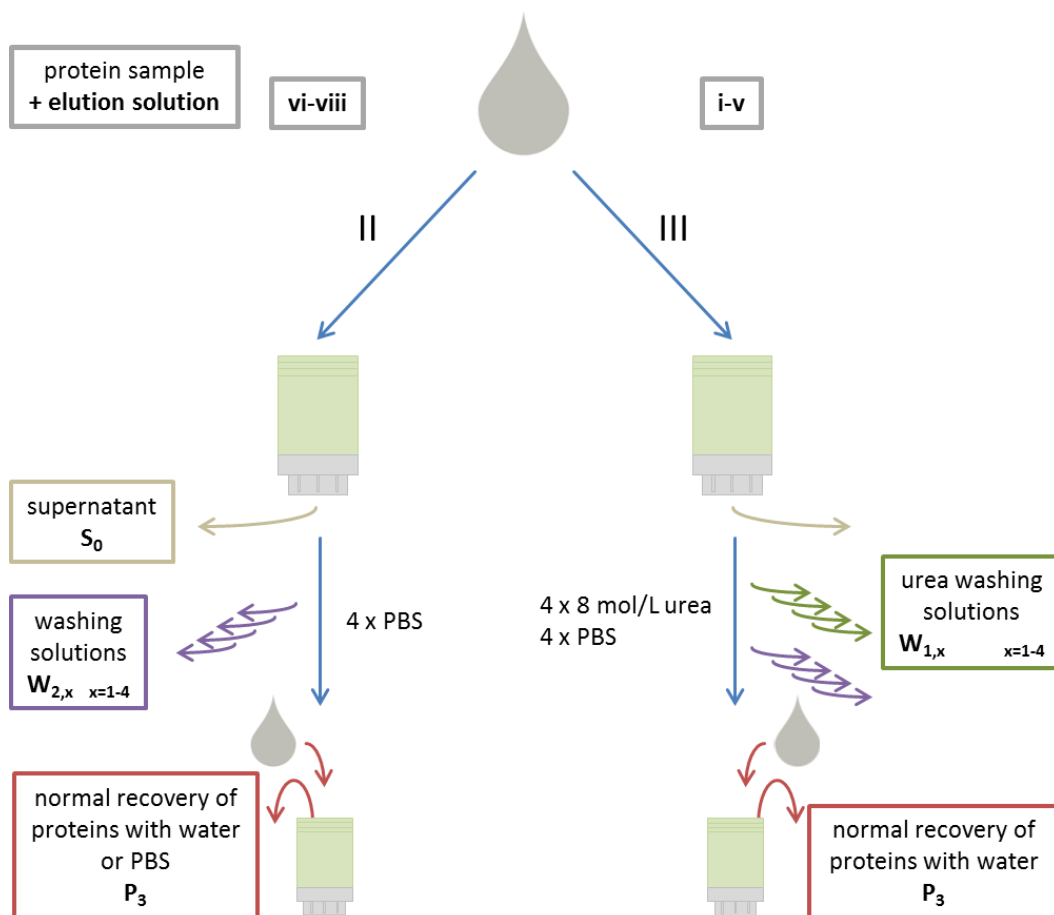 protein sample
+ elution solution
vi-viii
i-v
II
III
supernatant
S₀
washing
solutions
W₂,ₓ x=1-4
4 x PBS
4 x 8 mol/L urea
4 x PBS
urea washing
solutions
W₁,ₓ x=1-4
normal recovery of
proteins with water
or PBS
P₃
normal recovery of
proteins with water
P₃